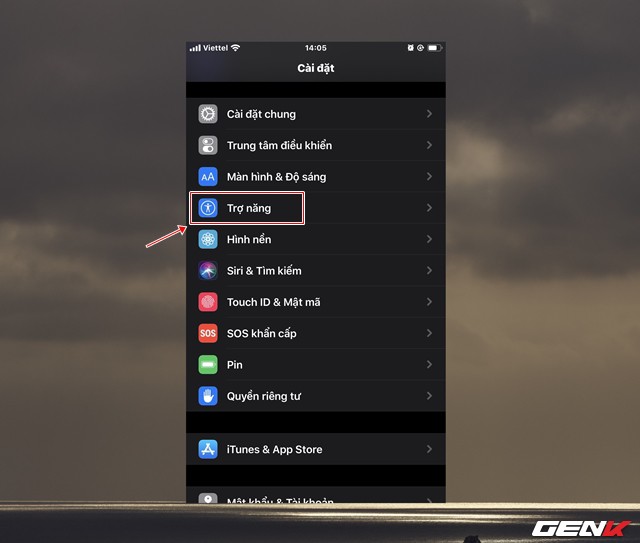 Viettel 14:05
Cài đặt
Cài đặt chung
Trung tâm điều khiển
AA Màn hình & Độ sáng
Trợ năng
Hình nền
Siri & Tìm kiếm
Touch ID & Mật mã
SOS SOS khẩn cấp
Pin
Quyền riêng tư
iTunes & App Store
Mật khẩu & Tài khoản
GENK